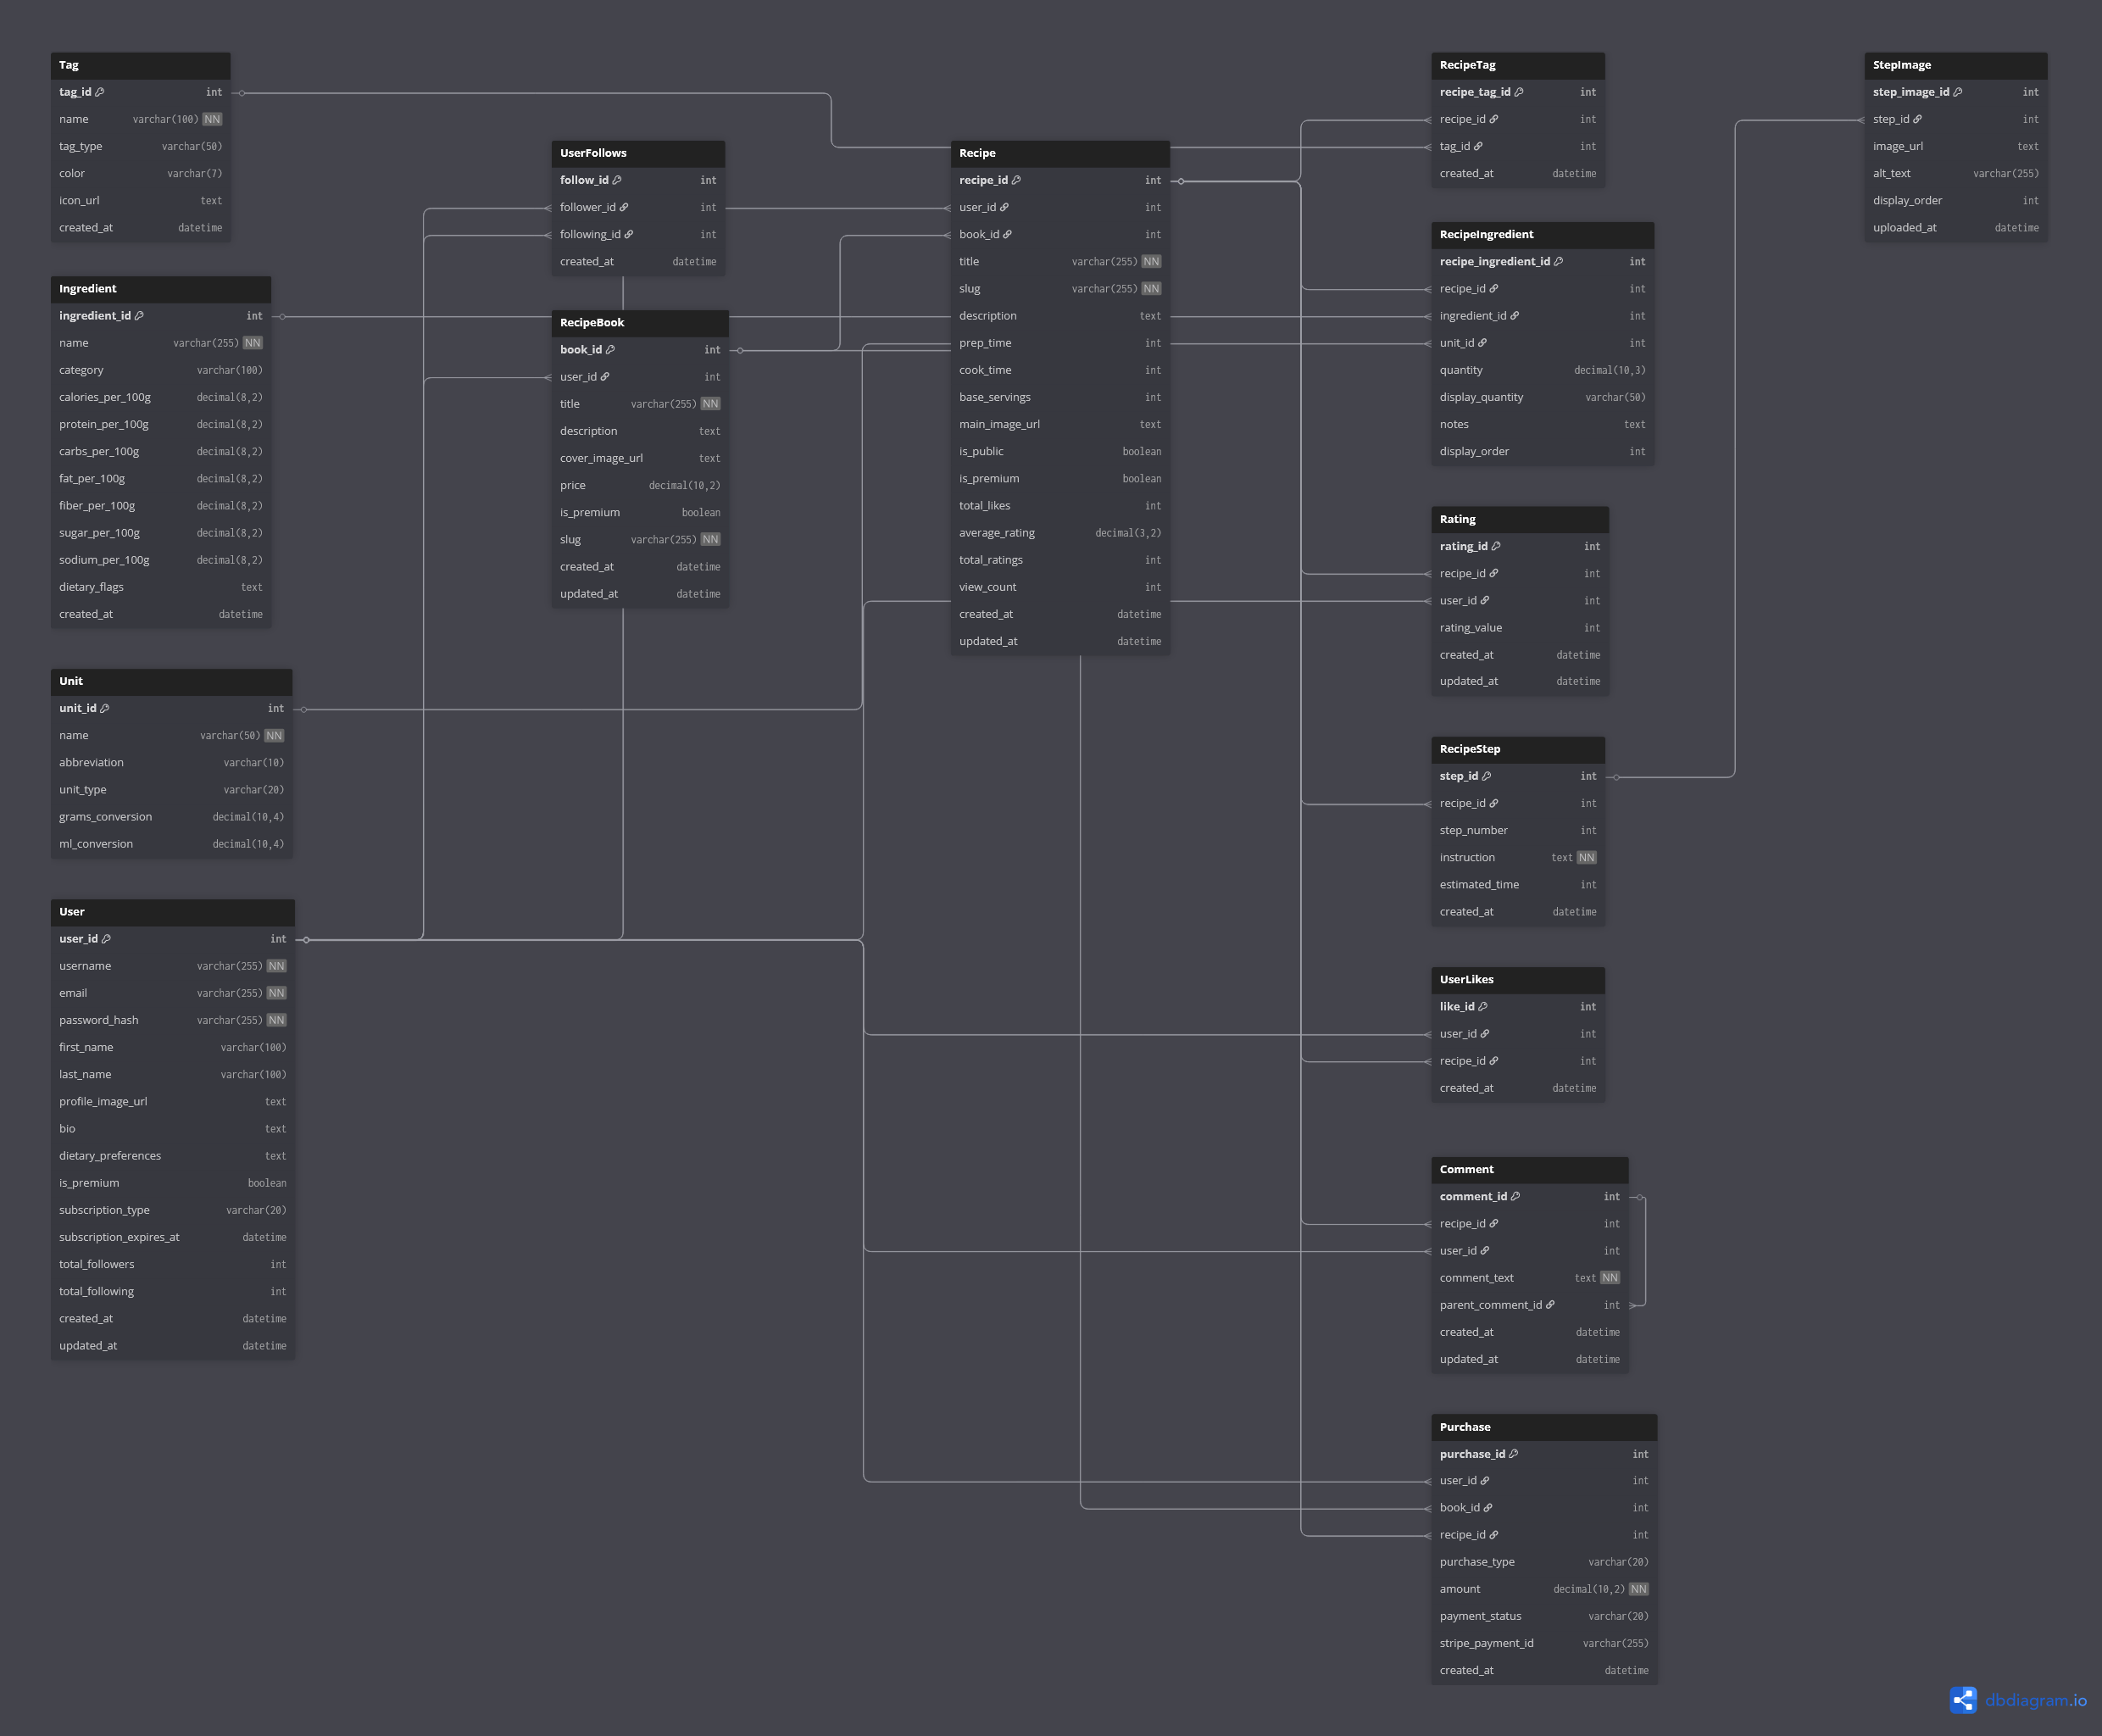 Tag
tag_id int
name varchar(100) NN
tag_type varchar(50)
color varchar(7)
icon_url text
created_at datetime
Ingredient
ingredient_id int
name varchar(255) NN
category varchar(100)
calories_per_100g decimal(8,2)
protein_per_100g decimal(8,2)
carbs_per_100g decimal(8,2)
fat_per_100g decimal(8,2)
fiber_per_100g decimal(8,2)
sugar_per_100g decimal(8,2)
sodium_per_100g decimal(8,2)
dietary_flags text
created_at datetime
Unit
unit_id int
name varchar(50) NN
abbreviation varchar(10)
unit_type varchar(20)
grams_conversion decimal(10,4)
ml_conversion decimal(10,4)
User
user_id int
username varchar(255) NN
email varchar(255) NN
password_hash varchar(255) NN
first_name varchar(100)
last_name varchar(100)
profile_image_url text
bio text
dietary_preferences text
is_premium boolean
subscription_type varchar(20)
subscription_expires_at datetime
total_followers int
total_following int
created_at datetime
updated_at datetime
UserFollows
follow_id int
follower_id int
following_id int
created_at datetime
RecipeBook
book_id int
user_id int
title varchar(255) NN
description text
cover_image_url text
price decimal(10,2)
is_premium boolean
slug varchar(255) NN
created_at datetime
updated_at datetime
Recipe
recipe_id int
user_id int
book_id int
title varchar(255) NN
slug varchar(255) NN
description text
prep_time int
cook_time int
base_servings int
main_image_url text
is_public boolean
is_premium boolean
total_likes int
average_rating decimal(3,2)
total_ratings int
view_count int
created_at datetime
updated_at datetime
RecipeTag
recipe_tag_id int
recipe_id int
tag_id int
created_at datetime
RecipeIngredient
recipe_ingredient_id int
recipe_id int
ingredient_id int
unit_id int
quantity decimal(10,3)
display_quantity varchar(50)
notes text
display_order int
Rating
rating_id int
recipe_id int
user_id int
rating_value int
created_at datetime
updated_at datetime
RecipeStep
step_id int
recipe_id int
step_number int
instruction text NN
estimated_time int
created_at datetime
UserLikes
like_id int
user_id int
recipe_id int
created_at datetime
Comment
comment_id int
recipe_id int
user_id int
comment_text text NN
parent_comment_id int
created_at datetime
updated_at datetime
Purchase
purchase_id int
user_id int
book_id int
recipe_id int
purchase_type varchar(20)
amount decimal(10,2) NN
payment_status varchar(20)
stripe_payment_id varchar(255)
created_at datetime
StepImage
step_image_id int
step_id int
image_url text
alt_text varchar(255)
display_order int
uploaded_at datetime
dbdiagram.io